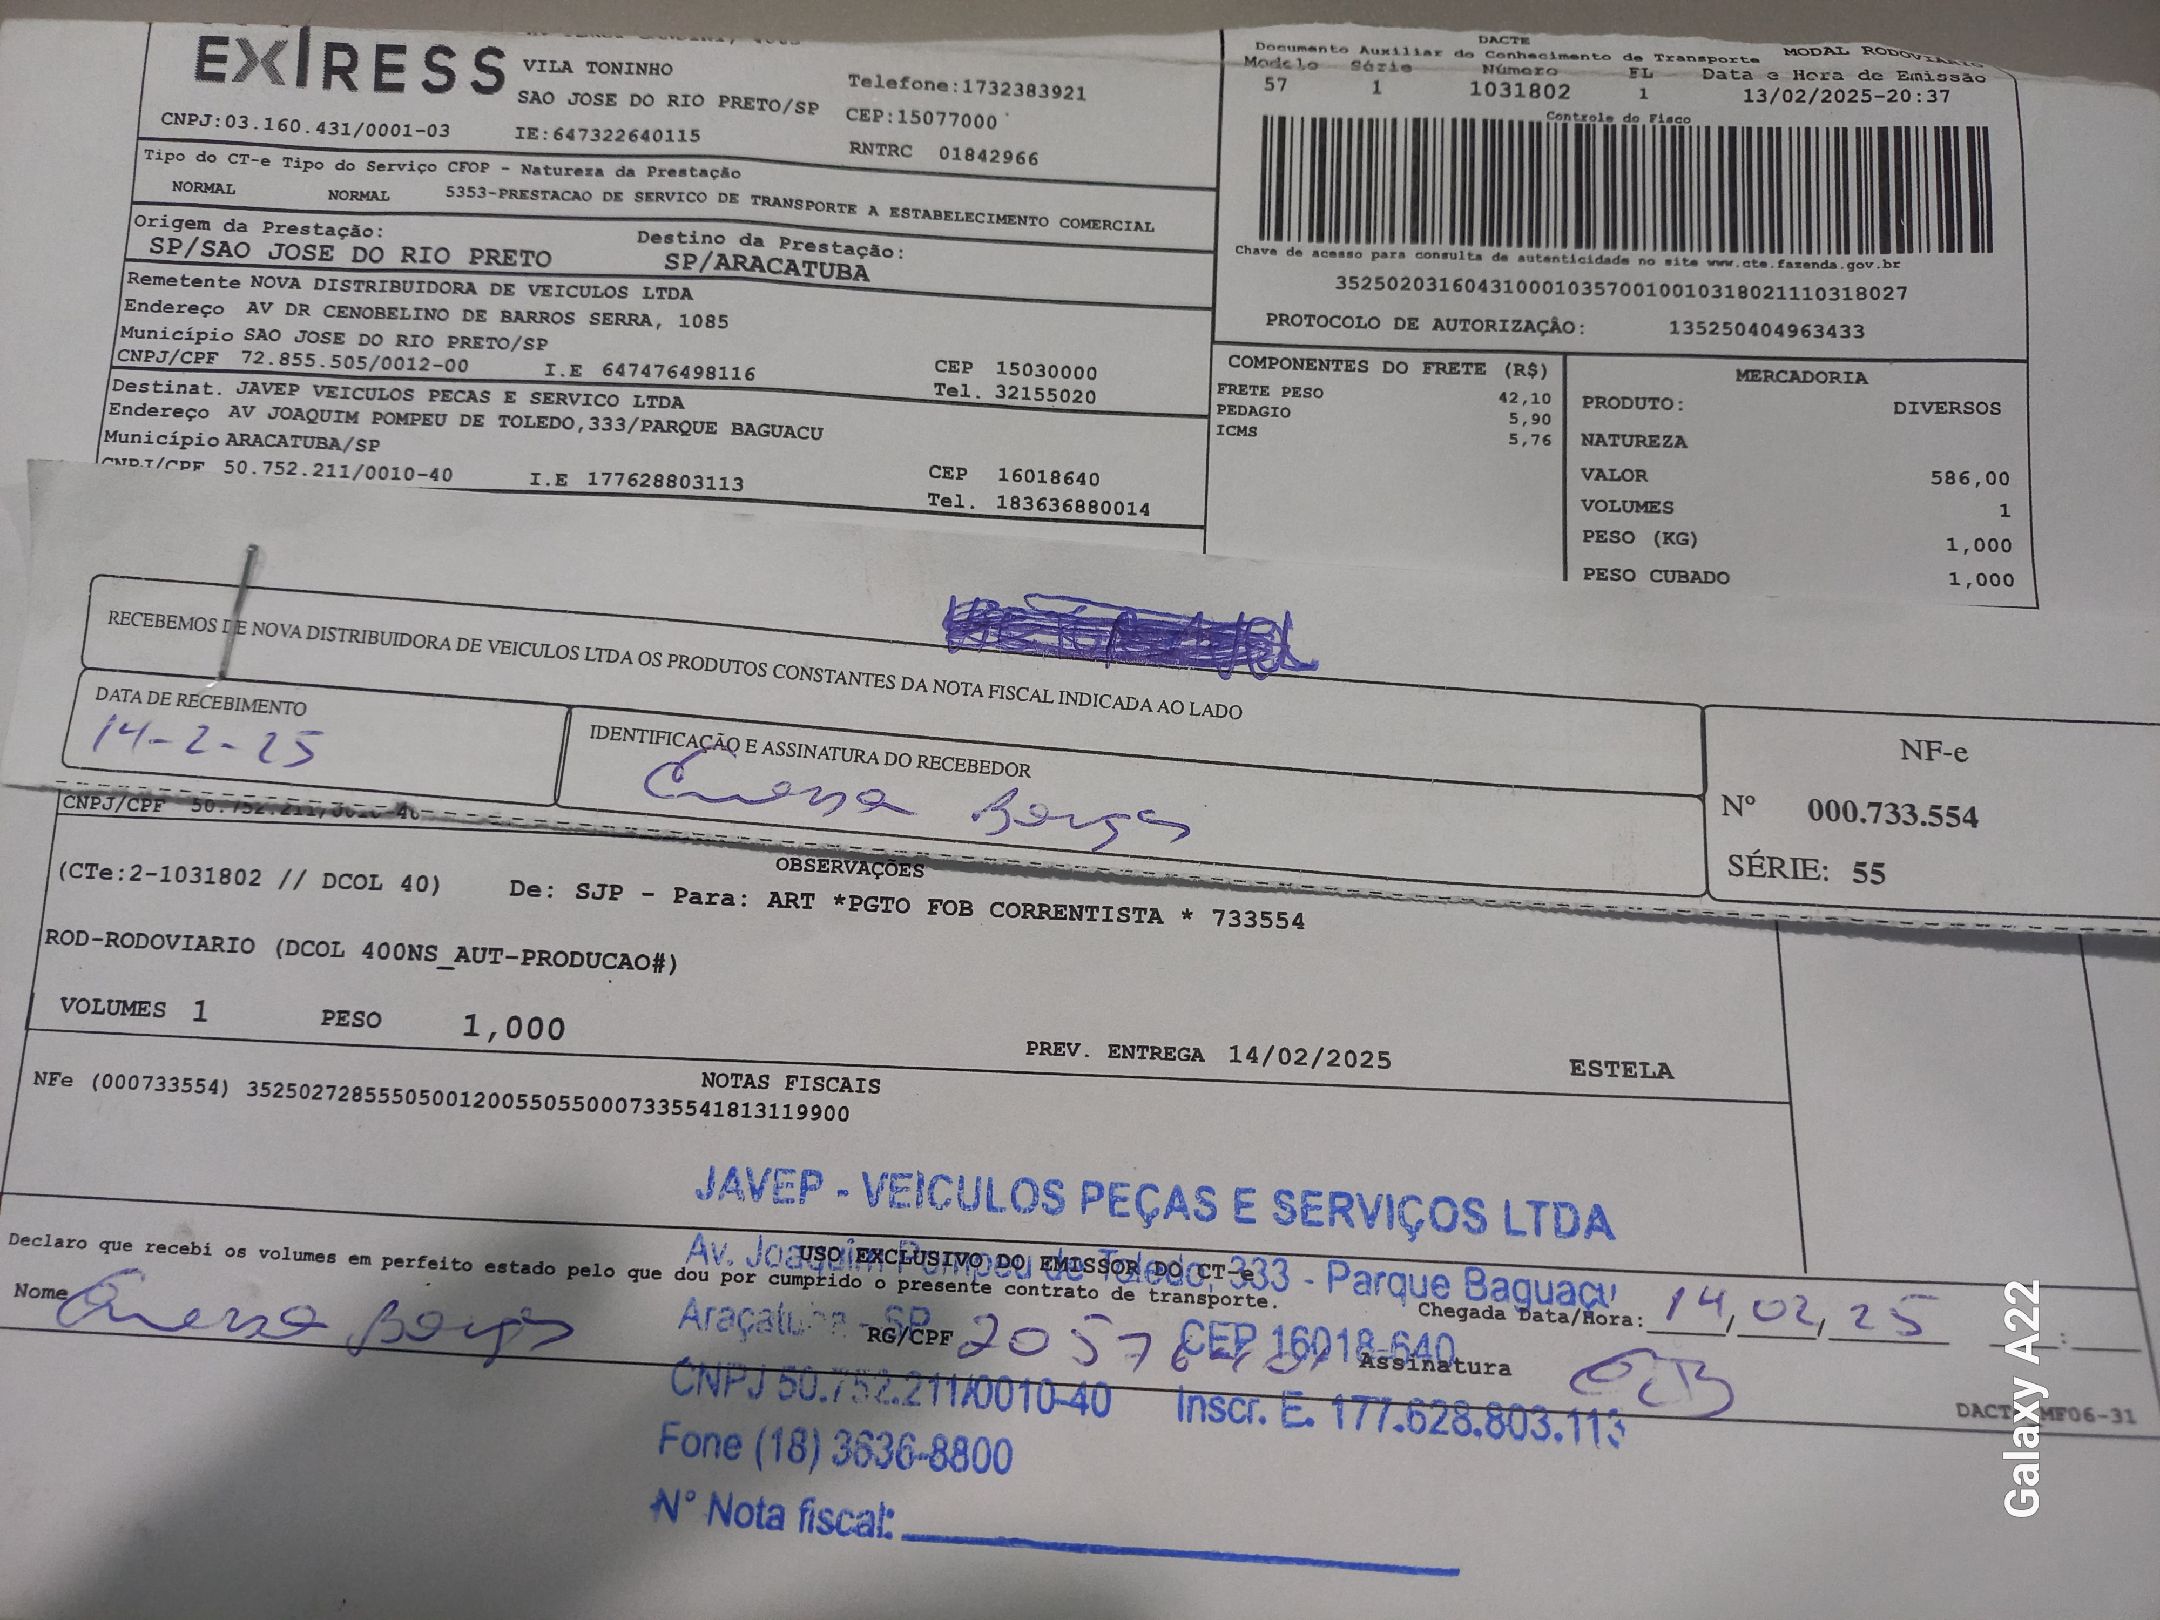 EXPRESS
VILA TONINHO
SAO JOSE DO RIO PRETO/SP
Telefone:1732383921
CEP:15077000
CNPJ:03.160.431/0001-03
IE:647322640115
RNTRC 01842966
DACTE
Documento Auxiliar do Conhecimento de Transporte
MODAL RODOVIARIO
Modelo Série Número FL Data e Hora de Emissão
57 1 1031802 1 13/02/2025-20:37
Controle do Fisco
Chave de acesso para consulta de autenticidade no site www.cte.fazenda.gov.br
35250203160431000103570010010318021110318027
PROTOCOLO DE AUTORIZAÇÃO: 135250404963433
Tipo do CT-e Tipo do Serviço CFOP - Natureza da Prestação
NORMAL NORMAL 5353-PRESTACAO DE SERVICO DE TRANSPORTE A ESTABELECIMENTO COMERCIAL
Origem da Prestação: Destino da Prestação:
SP/SAO JOSE DO RIO PRETO SP/ARACATUBA
Remetente NOVA DISTRIBUIDORA DE VEICULOS LTDA
Endereço AV DR CENOBELINO DE BARROS SERRA, 1085
Município SAO JOSE DO RIO PRETO/SP
CNPJ/CPF 72.855.505/0012-00 I.E 647476498116
CEP 15030000
Tel. 32155020
Destinat. JAVEP VEICULOS PECAS E SERVICO LTDA
Endereço AV JOAQUIM POMPEU DE TOLEDO,333/PARQUE BAGUACU
Município ARACATUBA/SP
CNPJ/CPF 50.752.211/0010-40 I.E 177628803113
CEP 16018640
Tel. 183636880014
COMPONENTES DO FRETE (R$)
FRETE PESO 42,10
PEDAGIO 5,90
ICMS 5,76
MERCADORIA
PRODUTO: DIVERSOS
NATUREZA
VALOR 586,00
VOLUMES 1
PESO (KG) 1,000
PESO CUBADO 1,000
RECEBEMOS DE NOVA DISTRIBUIDORA DE VEICULOS LTDA OS PRODUTOS CONSTANTES DA NOTA FISCAL INDICADA AO LADO
DATA DE RECEBIMENTO
14-2-25
IDENTIFICAÇÃO E ASSINATURA DO RECEBEDOR
NF-e
Nº 000.733.554
SÉRIE: 55
CNPJ/CPF 50.752.211/0010-40
OBSERVAÇÕES
(CTe:2-1031802 // DCOL 40) De: SJP - Para: ART *PGTO FOB CORRENTISTA * 733554
ROD-RODOVIARIO (DCOL 400NS_AUT-PRODUCAO#)
VOLUMES 1 PESO 1,000
PREV. ENTREGA 14/02/2025 ESTELA
NOTAS FISCAIS
NFe (000733554) 35250272855505001200550550007335541813119900
JAVEP - VEICULOS PEÇAS E SERVIÇOS LTDA
Av. Joaquim Pompeu de Toledo, 333 - Parque Baguaçu
Araçatuba - SP CEP 16018-640
CNPJ 50.752.211/0010-40 Inscr. E. 177.628.803.113
Fone (18) 3636-8800
N° Nota fiscal:
USO EXCLUSIVO DO EMISSOR DO CT-e
Declaro que recebi os volumes em perfeito estado pelo que dou por cumprido o presente contrato de transporte.
Nome
RG/CPF
Chegada Data/Hora: 14,02,25
Assinatura
Galaxy A22